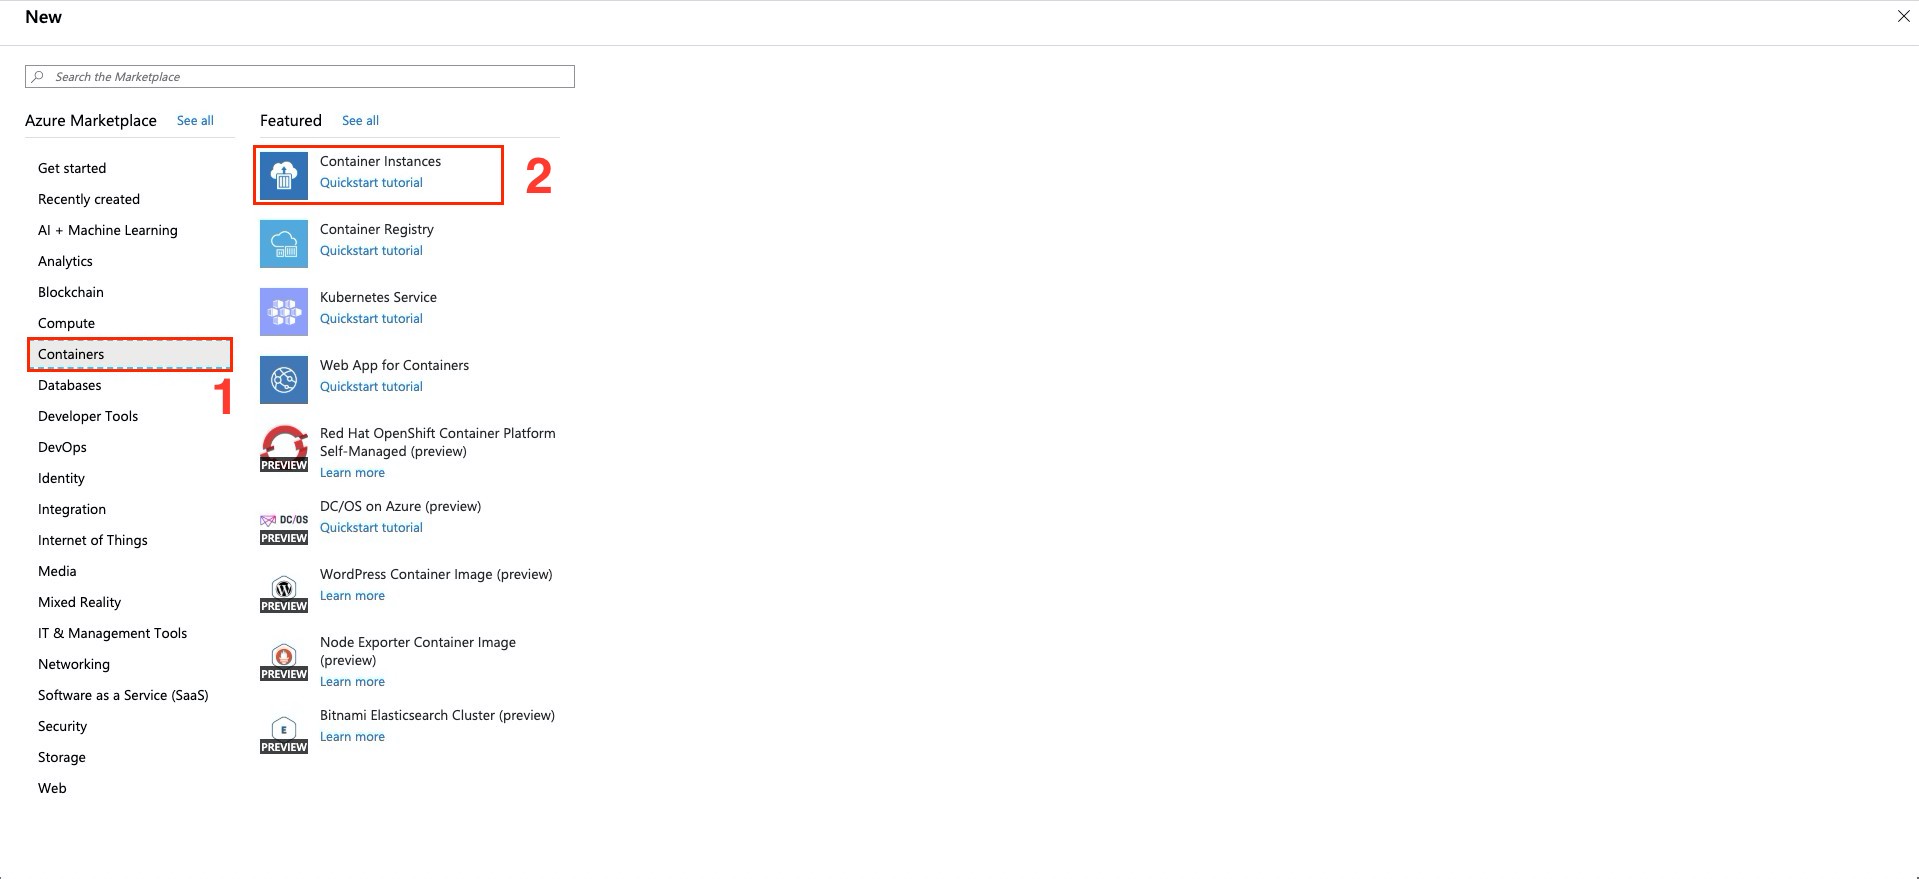 New
Search the Marketplace
Azure Marketplace See all
Get started
Recently created
AI + Machine Learning
Analytics
Blockchain
Compute
Containers
1
Databases
Developer Tools
DevOps
Identity
Integration
Internet of Things
Media
Mixed Reality
IT & Management Tools
Networking
Software as a Service (SaaS)
Security
Storage
Web
Featured See all
Container Instances
Quickstart tutorial
2
Container Registry
Quickstart tutorial
Kubernetes Service
Quickstart tutorial
Web App for Containers
Quickstart tutorial
Red Hat OpenShift Container Platform
Self-Managed (preview)
PREVIEW
Learn more
DC/OS on Azure (preview)
DC/OS
Quickstart tutorial
PREVIEW
WordPress Container Image (preview)
W
Learn more
PREVIEW
Node Exporter Container Image
(preview)
PREVIEW
Learn more
Bitnami Elasticsearch Cluster (preview)
E
Learn more
PREVIEW